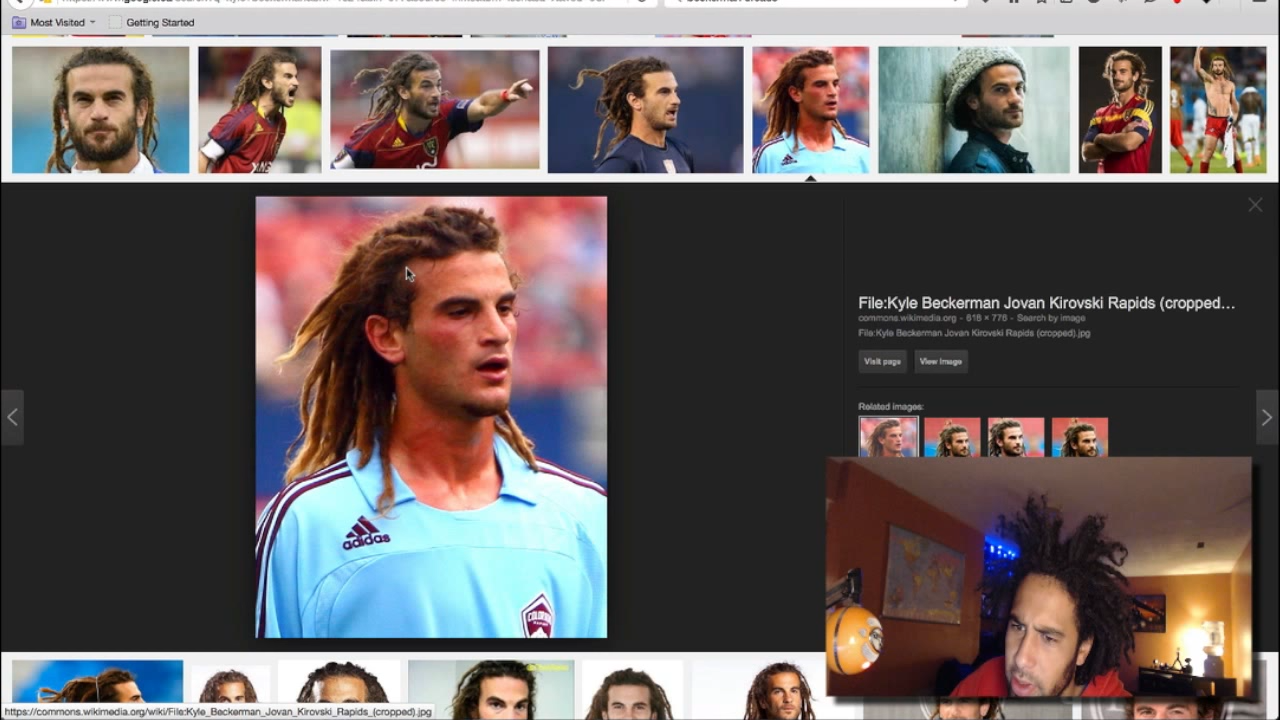 Most Visited
Getting Started
File:Kyle Beckerman Jovan Kirovski Rapids (cropped...
commons.wikimedia.org - 618 × 776 - Search by image
File:Kyle Beckerman Jovan Kirovski Rapids (cropped).jpg
Visit page
View image
Related images:
adidas
COLORADO
RAPIDS
https://commons.wikimedia.org/wiki/File:Kyle_Beckerman_Jovan_Kirovski_Rapids_(cropped).jpg